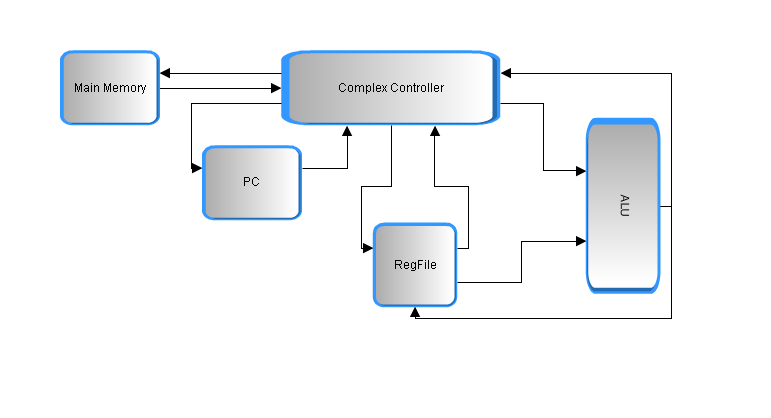 Main Memory
Complex Controller
PC
ALU
RegFile